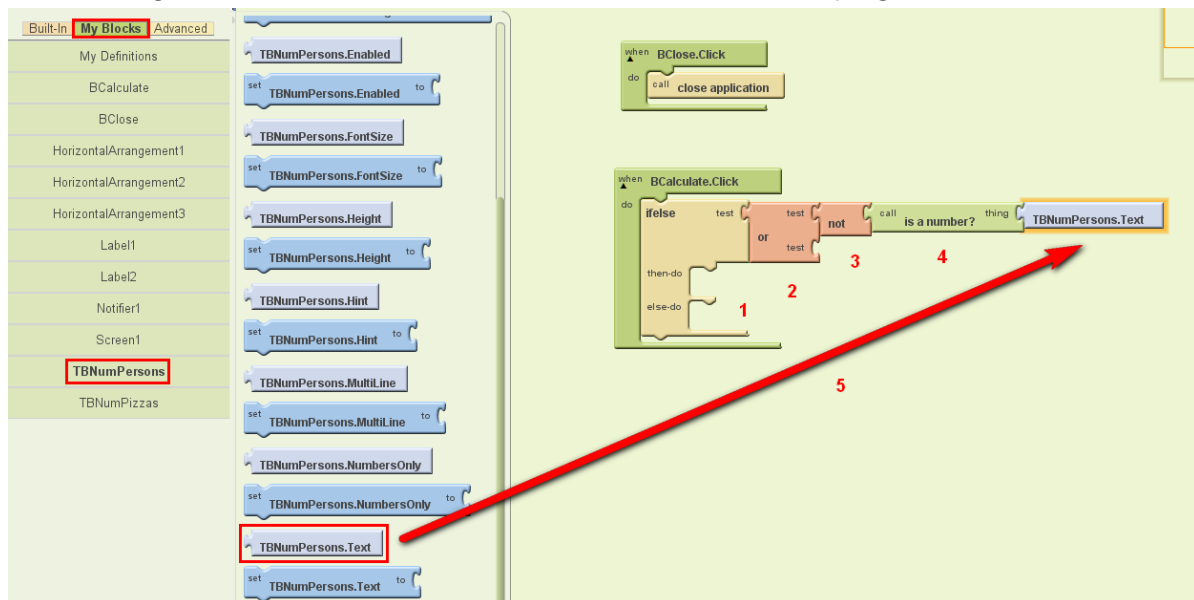 Built-In My Blocks Advanced
My Definitions
BCalculate
BClose
HorizontalArrangement1
HorizontalArrangement2
HorizontalArrangement3
Label1
Label2
Notifier1
Screen1
TBNumPersons
TBNumPizzas
TBNumPersons.Enabled
set TBNumPersons.Enabled to
TBNumPersons.FontSize
set TBNumPersons.FontSize to
TBNumPersons.Height
set TBNumPersons.Height to
TBNumPersons.Hint
set TBNumPersons.Hint to
TBNumPersons.MultiLine
set TBNumPersons.MultiLine to
TBNumPersons.NumbersOnly
set TBNumPersons.NumbersOnly to
TBNumPersons.Text
set TBNumPersons.Text to
when BClose.Click
do call close application
when BCalculate.Click
do ifelse test test not call is a number? thing TBNumPersons.Text
or
test
then-do
else-do
1
2
3
4
5